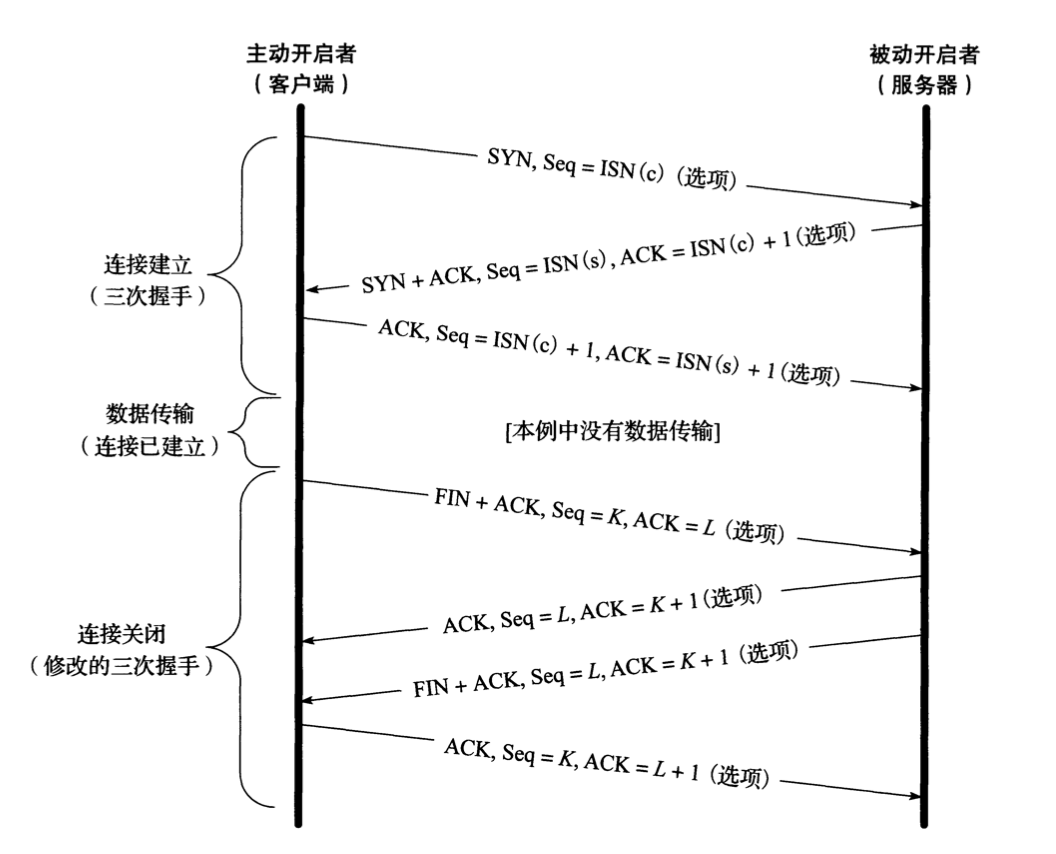 主动开启者
（客户端）
被动开启者
（服务器）
SYN, Seq = ISN(c) (选项)
SYN + ACK, Seq = ISN(s), ACK = ISN(c) + 1(选项)
连接建立
（三次握手）
ACK, Seq = ISN(c) + 1, ACK = ISN(s) + 1(选项)
数据传输
（连接已建立）
[本例中没有数据传输]
FIN + ACK, Seq = K, ACK = L (选项)
ACK, Seq = L, ACK = K + 1(选项)
连接关闭
（修改的三次握手）
FIN + ACK, Seq = L, ACK = K + 1 (选项)
ACK, Seq = K, ACK = L + 1 (选项)